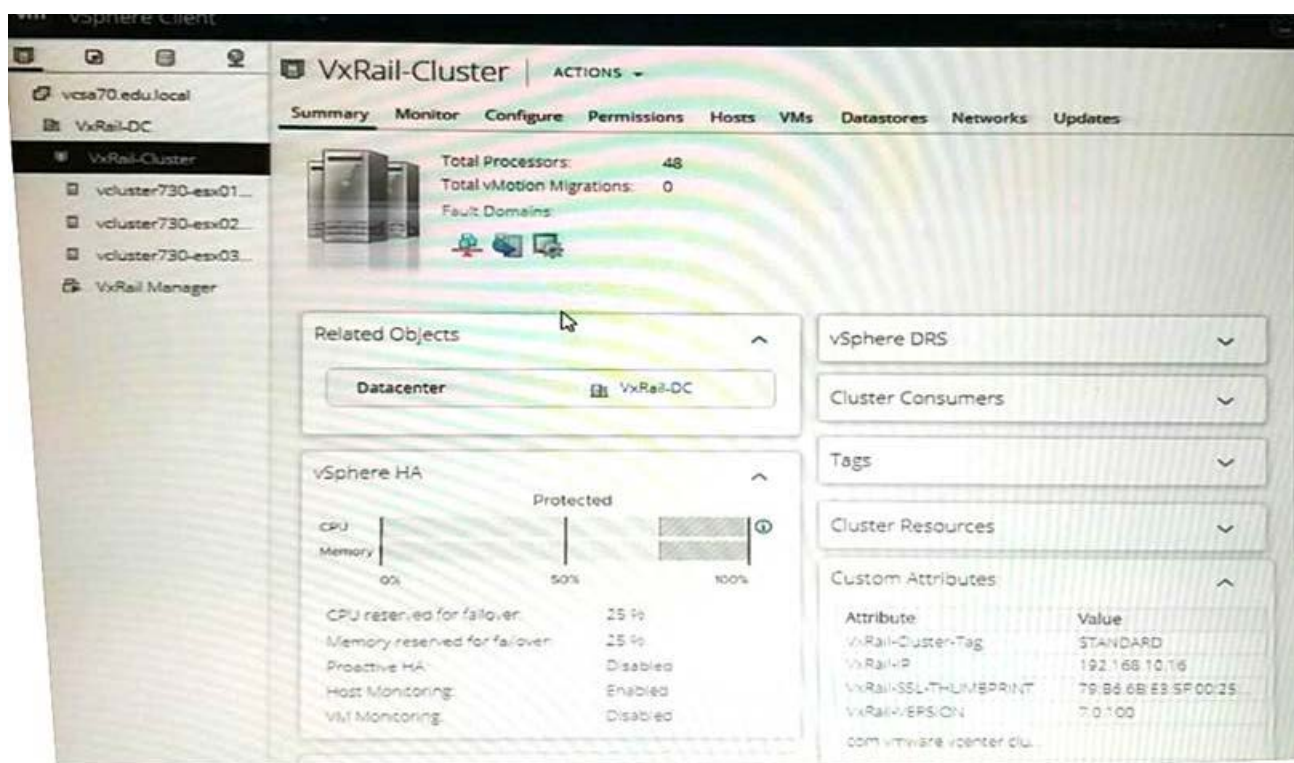 vm vSphere Client
vcsa70.edu.local
VxRail-DC
VxRail-Cluster
vcluster730-esx01...
vcluster730-esx02...
vcluster730-esx03...
VxRail Manager
VxRail-Cluster | ACTIONS
Summary Monitor Configure Permissions Hosts VMs Datastores Networks Updates
Total Processors: 48
Total vMotion Migrations: 0
Fault Domains:
Related Objects
Datacenter VxRail-DC
vSphere HA
Protected
CPU
Memory
0% 50% 100%
CPU reserved for failover: 25 %
Memory reserved for failover: 25 %
Proactive HA: Disabled
Host Monitoring: Enabled
VM Monitoring: Disabled
vSphere DRS
Cluster Consumers
Tags
Cluster Resources
Custom Attributes
Attribute Value
VxRail-Cluster-Tag STANDARD
VxRail-IP 192.168.10.16
VxRail-SSL-THUMBPRINT 79:B6:6B:E3:5F:00:25...
VxRail-VERSION 7.0.100
com.vmware.vcenter.clu...